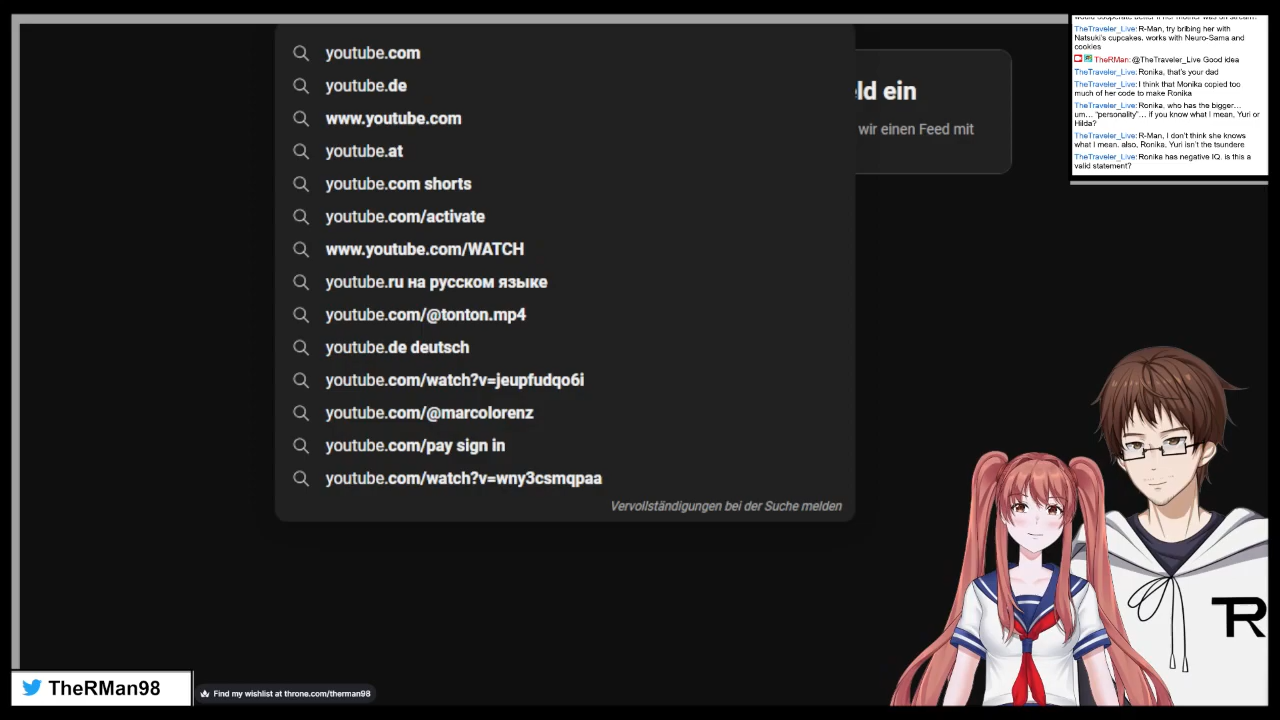 youtube.com
youtube.de
www.youtube.com
youtube.at
youtube.com shorts
youtube.com/activate
www.youtube.com/WATCH
youtube.ru на русском языке
youtube.com/@tonton.mp4
youtube.de deutsch
youtube.com/watch?v=jeupfudqo6i
youtube.com/@marcolorenz
youtube.com/pay sign in
youtube.com/watch?v=wny3csmqpaa
Vervollständigungen bei der Suche melden
ld ein
wir einen Feed mit
TheTraveler_Live: R-Man, try bribing her with
Natsuki's cupcakes. works with Neuro-Sama and
cookies
TheRMan: @TheTraveler_Live Good idea
TheTraveler_Live: Ronika, that's your dad
TheTraveler_Live: I think that Monika copied too
much of her code to make Ronika
TheTraveler_Live: Ronika, who has the bigger...
um... "personality"... if you know what I mean, Yuri or
Hilda?
TheTraveler_Live: R-Man, I don't think she knows
what I mean. also, Ronika, Yuri isn't the tsundere
TheTraveler_Live: Ronika has negative IQ. is this a
valid statement?
TR
TheRMan98
Find my wishlist at throne.com/therman98